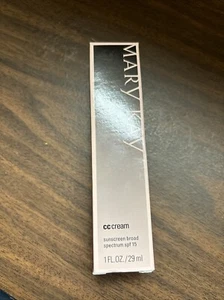 MARY KAY
cc cream
sunscreen broad
spectrum spf 15
1 FL. OZ. / 29 mL